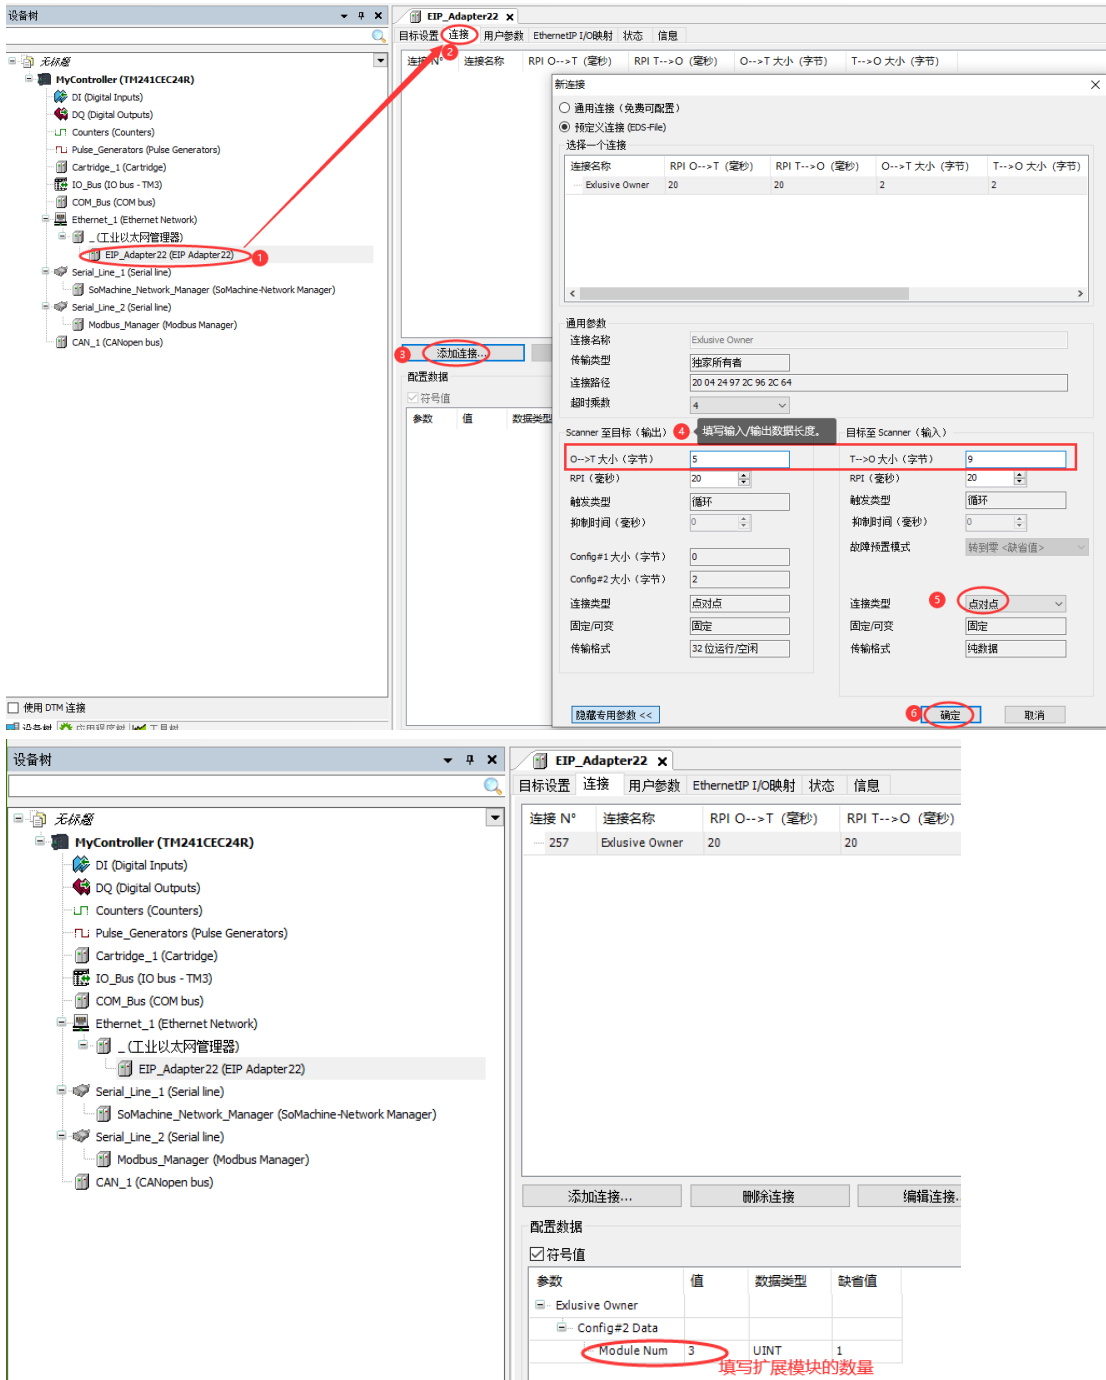 设备树
EIP_Adapter22
目标设置 连接 用户参数 EthernetIP I/O映射 状态 信息
2
连接 N° 连接名称 RPI O-->T (毫秒) RPI T-->O (毫秒) O-->T 大小 (字节) T-->O 大小 (字节)
无标题
MyController (TM241CEC24R)
DI (Digital Inputs)
DQ (Digital Outputs)
Counters (Counters)
Pulse_Generators (Pulse Generators)
Cartridge_1 (Cartridge)
IO_Bus (IO bus - TM3)
COM_Bus (COM bus)
Ethernet_1 (Ethernet Network)
_ (工业以太网管理器)
EIP_Adapter22 (EIP Adapter22)
1
Serial_Line_1 (Serial line)
SoMachine_Network_Manager (SoMachine-Network Manager)
Serial_Line_2 (Serial line)
Modbus_Manager (Modbus Manager)
CAN_1 (CANopen bus)
使用 DTM 连接
设备树 应用程序树 工具树
3 添加连接...
配置数据
符号值
参数 值 数据类型
新连接
通用连接 (免费可配置)
预定义连接 (EDS-File)
选择一个连接
连接名称 RPI O-->T (毫秒) RPI T-->O (毫秒) O-->T 大小 (字节) T-->O 大小 (字节)
Exlusive Owner 20 20 2 2
通用参数
连接名称 Exlusive Owner
传输类型 独家所有者
连接路径 20 04 24 97 2C 96 2C 64
超时乘数 4
Scanner 至目标 (输出) 4 填写输入/输出数据长度。 目标至 Scanner (输入)
O-->T 大小 (字节) 5 T-->O 大小 (字节) 9
RPI (毫秒) 20 RPI (毫秒) 20
触发类型 循环 触发类型 循环
抑制时间 (毫秒) 0 抑制时间 (毫秒) 0
故障预置模式 转到零 <缺省值>
Config#1 大小 (字节) 0
Config#2 大小 (字节) 2
连接类型 点对点 连接类型 5 点对点
固定/可变 固定 固定/可变 固定
传输格式 32 位运行/空闲 传输格式 纯数据
隐藏专用参数 << 6 确定 取消
设备树
EIP_Adapter22
目标设置 连接 用户参数 EthernetIP I/O映射 状态 信息
连接 N° 连接名称 RPI O-->T (毫秒) RPI T-->O (毫秒)
257 Exlusive Owner 20 20
无标题
MyController (TM241CEC24R)
DI (Digital Inputs)
DQ (Digital Outputs)
Counters (Counters)
Pulse_Generators (Pulse Generators)
Cartridge_1 (Cartridge)
IO_Bus (IO bus - TM3)
COM_Bus (COM bus)
Ethernet_1 (Ethernet Network)
_ (工业以太网管理器)
EIP_Adapter22 (EIP Adapter22)
Serial_Line_1 (Serial line)
SoMachine_Network_Manager (SoMachine-Network Manager)
Serial_Line_2 (Serial line)
Modbus_Manager (Modbus Manager)
CAN_1 (CANopen bus)
添加连接... 删除连接 编辑连接.
配置数据
符号值
参数 值 数据类型 缺省值
Exlusive Owner
Config#2 Data
Module Num 3 UINT 1
填写扩展模块的数量